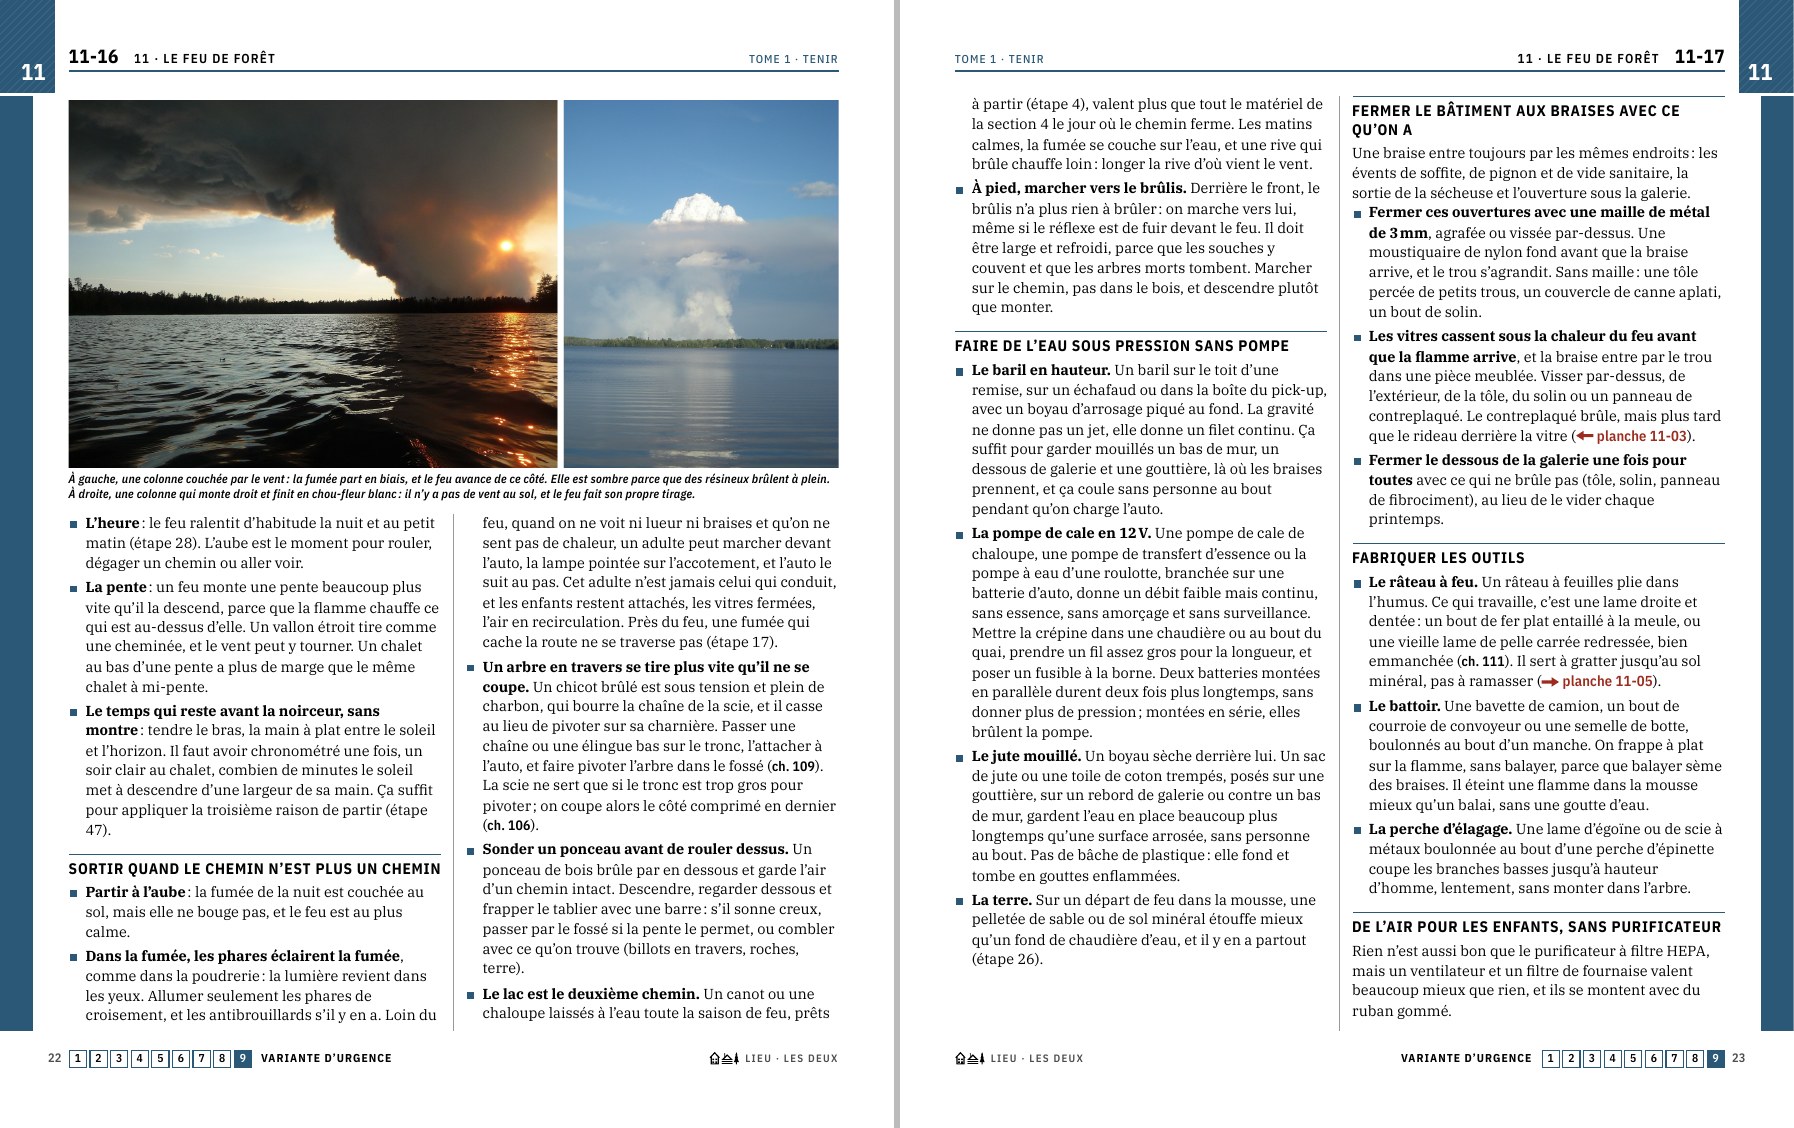 11
11-16 11 · LE FEU DE FORÊT
TOME 1 · TENIR
À gauche, une colonne couchée par le vent : la fumée part en biais, et le feu avance de ce côté. Elle est sombre parce que des résineux brûlent à plein.
À droite, une colonne qui monte droit et finit en chou-fleur blanc : il n’y a pas de vent au sol, et le feu fait son propre tirage.
■ L’heure : le feu ralentit d’habitude la nuit et au petit
matin (étape 28). L’aube est le moment pour rouler,
dégager un chemin ou aller voir.
■ La pente : un feu monte une pente beaucoup plus
vite qu’il la descend, parce que la flamme chauffe ce
qui est au-dessus d’elle. Un vallon étroit tire comme
une cheminée, et le vent peut y tourner. Un chalet
au bas d’une pente a plus de marge que le même
chalet à mi-pente.
■ Le temps qui reste avant la noirceur, sans
montre : tendre le bras, la main à plat entre le soleil
et l’horizon. Il faut avoir chronométré une fois, un
soir clair au chalet, combien de minutes le soleil
met à descendre d’une largeur de sa main. Ça suffit
pour appliquer la troisième raison de partir (étape
47).
SORTIR QUAND LE CHEMIN N’EST PLUS UN CHEMIN
■ Partir à l’aube : la fumée de la nuit est couchée au
sol, mais elle ne bouge pas, et le feu est au plus
calme.
■ Dans la fumée, les phares éclairent la fumée,
comme dans la poudrerie : la lumière revient dans
les yeux. Allumer seulement les phares de
croisement, et les antibrouillards s’il y en a. Loin du
feu, quand on ne voit ni lueur ni braises et qu’on ne
sent pas de chaleur, un adulte peut marcher devant
l’auto, la lampe pointée sur l’accotement, et l’auto le
suit au pas. Cet adulte n’est jamais celui qui conduit,
et les enfants restent attachés, les vitres fermées,
l’air en recirculation. Près du feu, une fumée qui
cache la route ne se traverse pas (étape 17).
■ Un arbre en travers se tire plus vite qu’il ne se
coupe. Un chicot brûlé est sous tension et plein de
charbon, qui bourre la chaîne de la scie, et il casse
au lieu de pivoter sur sa charnière. Passer une
chaîne ou une élingue bas sur le tronc, l’attacher à
l’auto, et faire pivoter l’arbre dans le fossé (ch. 109).
La scie ne sert que si le tronc est trop gros pour
pivoter ; on coupe alors le côté comprimé en dernier
(ch. 106).
■ Sonder un ponceau avant de rouler dessus. Un
ponceau de bois brûle par en dessous et garde l’air
d’un chemin intact. Descendre, regarder dessous et
frapper le tablier avec une barre : s’il sonne creux,
passer par le fossé si la pente le permet, ou combler
avec ce qu’on trouve (billots en travers, roches,
terre).
■ Le lac est le deuxième chemin. Un canot ou une
chaloupe laissés à l’eau toute la saison de feu, prêts
22 1 2 3 4 5 6 7 8 9 VARIANTE D’URGENCE
LIEU · LES DEUX
TOME 1 · TENIR
11 · LE FEU DE FORÊT 11-17
11
à partir (étape 4), valent plus que tout le matériel de
la section 4 le jour où le chemin ferme. Les matins
calmes, la fumée se couche sur l’eau, et une rive qui
brûle chauffe loin : longer la rive d’où vient le vent.
■ À pied, marcher vers le brûlis. Derrière le front, le
brûlis n’a plus rien à brûler : on marche vers lui,
même si le réflexe est de fuir devant le feu. Il doit
être large et refroidi, parce que les souches y
couvent et que les arbres morts tombent. Marcher
sur le chemin, pas dans le bois, et descendre plutôt
que monter.
FAIRE DE L’EAU SOUS PRESSION SANS POMPE
■ Le baril en hauteur. Un baril sur le toit d’une
remise, sur un échafaud ou dans la boîte du pick-up,
avec un boyau d’arrosage piqué au fond. La gravité
ne donne pas un jet, elle donne un filet continu. Ça
suffit pour garder mouillés un bas de mur, un
dessous de galerie et une gouttière, là où les braises
prennent, et ça coule sans personne au bout
pendant qu’on charge l’auto.
■ La pompe de cale en 12 V. Une pompe de cale de
chaloupe, une pompe de transfert d’essence ou la
pompe à eau d’une roulotte, branchée sur une
batterie d’auto, donne un débit faible mais continu,
sans essence, sans amorçage et sans surveillance.
Mettre la crépine dans une chaudière ou au bout du
quai, prendre un fil assez gros pour la longueur, et
poser un fusible à la borne. Deux batteries montées
en parallèle durent deux fois plus longtemps, sans
donner plus de pression ; montées en série, elles
brûlent la pompe.
■ Le jute mouillé. Un boyau sèche derrière lui. Un sac
de jute ou une toile de coton trempés, posés sur une
gouttière, sur un rebord de galerie ou contre un bas
de mur, gardent l’eau en place beaucoup plus
longtemps qu’une surface arrosée, sans personne
au bout. Pas de bâche de plastique : elle fond et
tombe en gouttes enflammées.
■ La terre. Sur un départ de feu dans la mousse, une
pelletée de sable ou de sol minéral étouffe mieux
qu’un fond de chaudière d’eau, et il y en a partout
(étape 26).
FERMER LE BÂTIMENT AUX BRAISES AVEC CE
QU’ON A
Une braise entre toujours par les mêmes endroits : les
évents de soffite, de pignon et de vide sanitaire, la
sortie de la sécheuse et l’ouverture sous la galerie.
■ Fermer ces ouvertures avec une maille de métal
de 3 mm, agrafée ou vissée par-dessus. Une
moustiquaire de nylon fond avant que la braise
arrive, et le trou s’agrandit. Sans maille : une tôle
percée de petits trous, un couvercle de canne aplati,
un bout de solin.
■ Les vitres cassent sous la chaleur du feu avant
que la flamme arrive, et la braise entre par le trou
dans une pièce meublée. Visser par-dessus, de
l’extérieur, de la tôle, du solin ou un panneau de
contreplaqué. Le contreplaqué brûle, mais plus tard
que le rideau derrière la vitre (← planche 11-03).
■ Fermer le dessous de la galerie une fois pour
toutes avec ce qui ne brûle pas (tôle, solin, panneau
de fibrociment), au lieu de le vider chaque
printemps.
FABRIQUER LES OUTILS
■ Le râteau à feu. Un râteau à feuilles plie dans
l’humus. Ce qui travaille, c’est une lame droite et
dentée : un bout de fer plat entaillé à la meule, ou
une vieille lame de pelle carrée redressée, bien
emmanchée (ch. 111). Il sert à gratter jusqu’au sol
minéral, pas à ramasser (→ planche 11-05).
■ Le battoir. Une bavette de camion, un bout de
courroie de convoyeur ou une semelle de botte,
boulonnés au bout d’un manche. On frappe à plat
sur la flamme, sans balayer, parce que balayer sème
des braises. Il éteint une flamme dans la mousse
mieux qu’un balai, sans une goutte d’eau.
■ La perche d’élagage. Une lame d’égoïne ou de scie à
métaux boulonnée au bout d’une perche d’épinette
coupe les branches basses jusqu’à hauteur
d’homme, lentement, sans monter dans l’arbre.
DE L’AIR POUR LES ENFANTS, SANS PURIFICATEUR
Rien n’est aussi bon que le purificateur à filtre HEPA,
mais un ventilateur et un filtre de fournaise valent
beaucoup mieux que rien, et ils se montent avec du
ruban gommé.
LIEU · LES DEUX
VARIANTE D’URGENCE 1 2 3 4 5 6 7 8 9 23